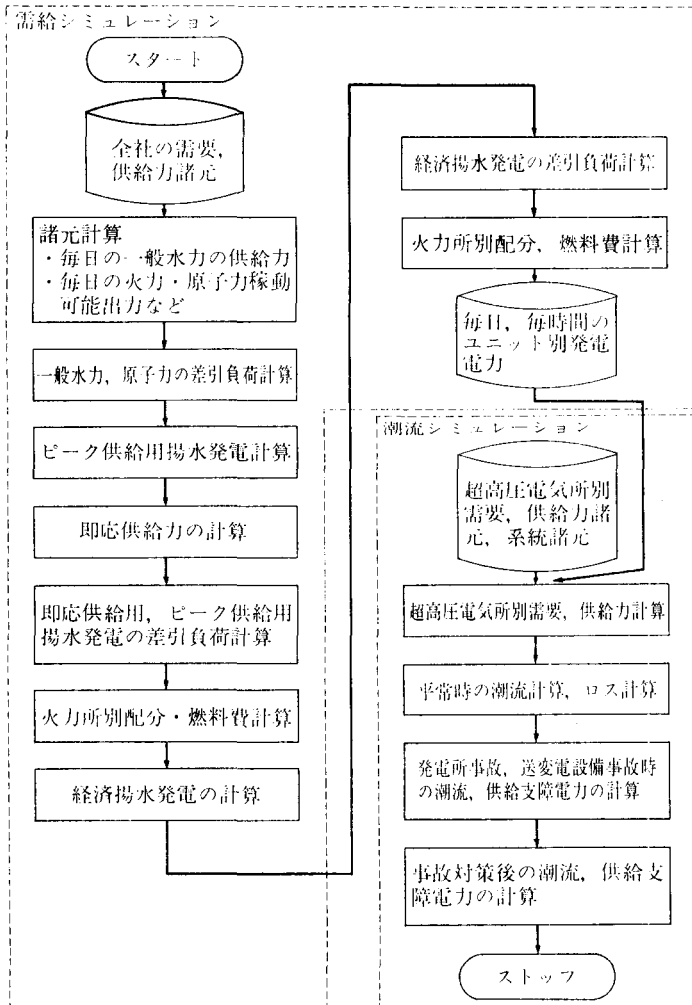 需給シミュレーション
スタート
全社の需要,
供給力諸元
諸元計算
・毎日の一般水力の供給力
・毎日の火力・原子力稼動
可能出力など
一般水力, 原子力の差引負荷計算
ピーク供給用揚水発電計算
即応供給力の計算
即応供給用, ピーク供給用
揚水発電の差引負荷計算
火力所別配分・燃料費計算
経済揚水発電の計算
経済揚水発電の差引負荷計算
火力所別配分, 燃料費計算
毎日, 毎時間の
ユニット別発電
電力
潮流シミュレーション
超高圧電気所別
需要, 供給力諸
元, 系統諸元
超高圧電気所別需要, 供給力計算
平常時の潮流計算, ロス計算
発電所事故, 送変電設備事故時
の潮流, 供給支障電力の計算
事故対策後の潮流, 供給支
障電力の計算
ストップ